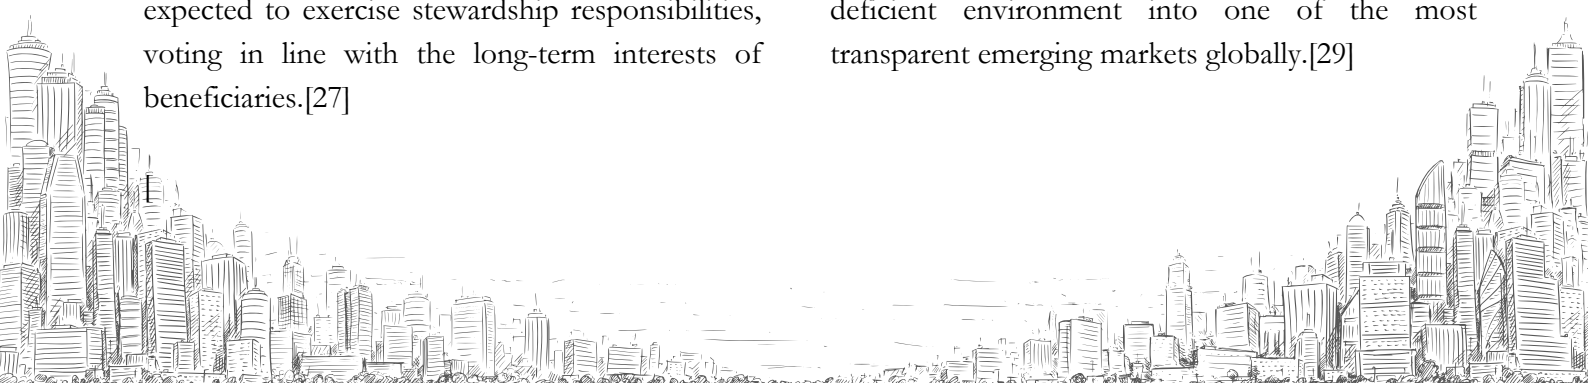 expected to exercise stewardship responsibilities,
voting in line with the long-term interests of
beneficiaries.[27]
[
deficient environment into one of the most
transparent emerging markets globally.[29]